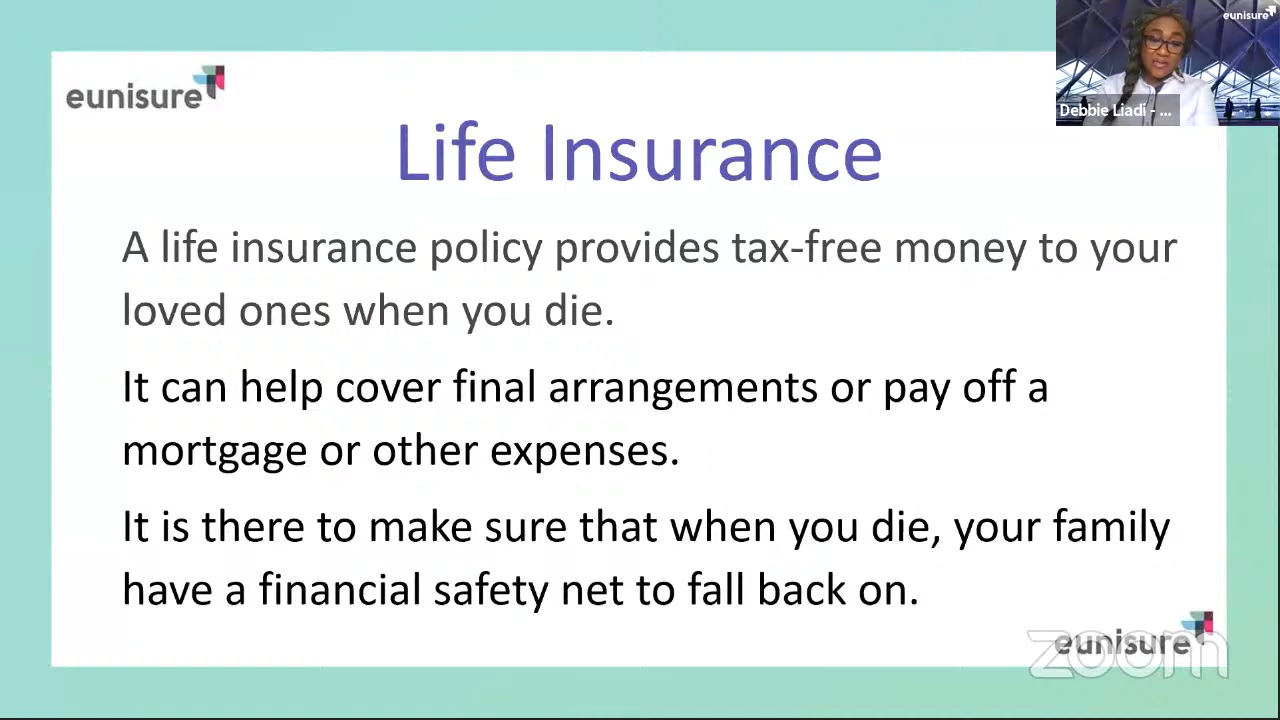 eunisure
Debbie Liadi - ...
eunisure
Life Insurance
A life insurance policy provides tax-free money to your
loved ones when you die.
It can help cover final arrangements or pay off a
mortgage or other expenses.
It is there to make sure that when you die, your family
have a financial safety net to fall back on.
eunisure
zoom